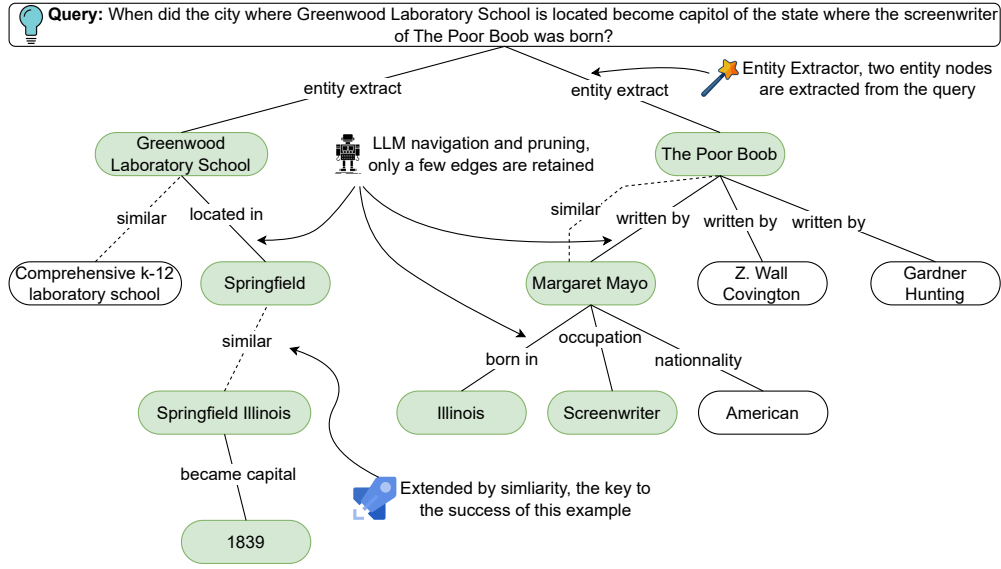 Query: When did the city where Greenwood Laboratory School is located become capitol of the state where the screenwriter
of The Poor Boob was born?
entity extract
entity extract
Entity Extractor, two entity nodes
are extracted from the query
Greenwood
Laboratory School
LLM navigation and pruning,
only a few edges are retained
The Poor Boob
similar
located in
similar
written by
written by
written by
Comprehensive k-12
laboratory school
Springfield
Margaret Mayo
Z. Wall
Covington
Gardner
Hunting
similar
born in
occupation
nationnality
Springfield Illinois
Illinois
Screenwriter
American
became capital
Extended by simliarity, the key to
the success of this example
1839